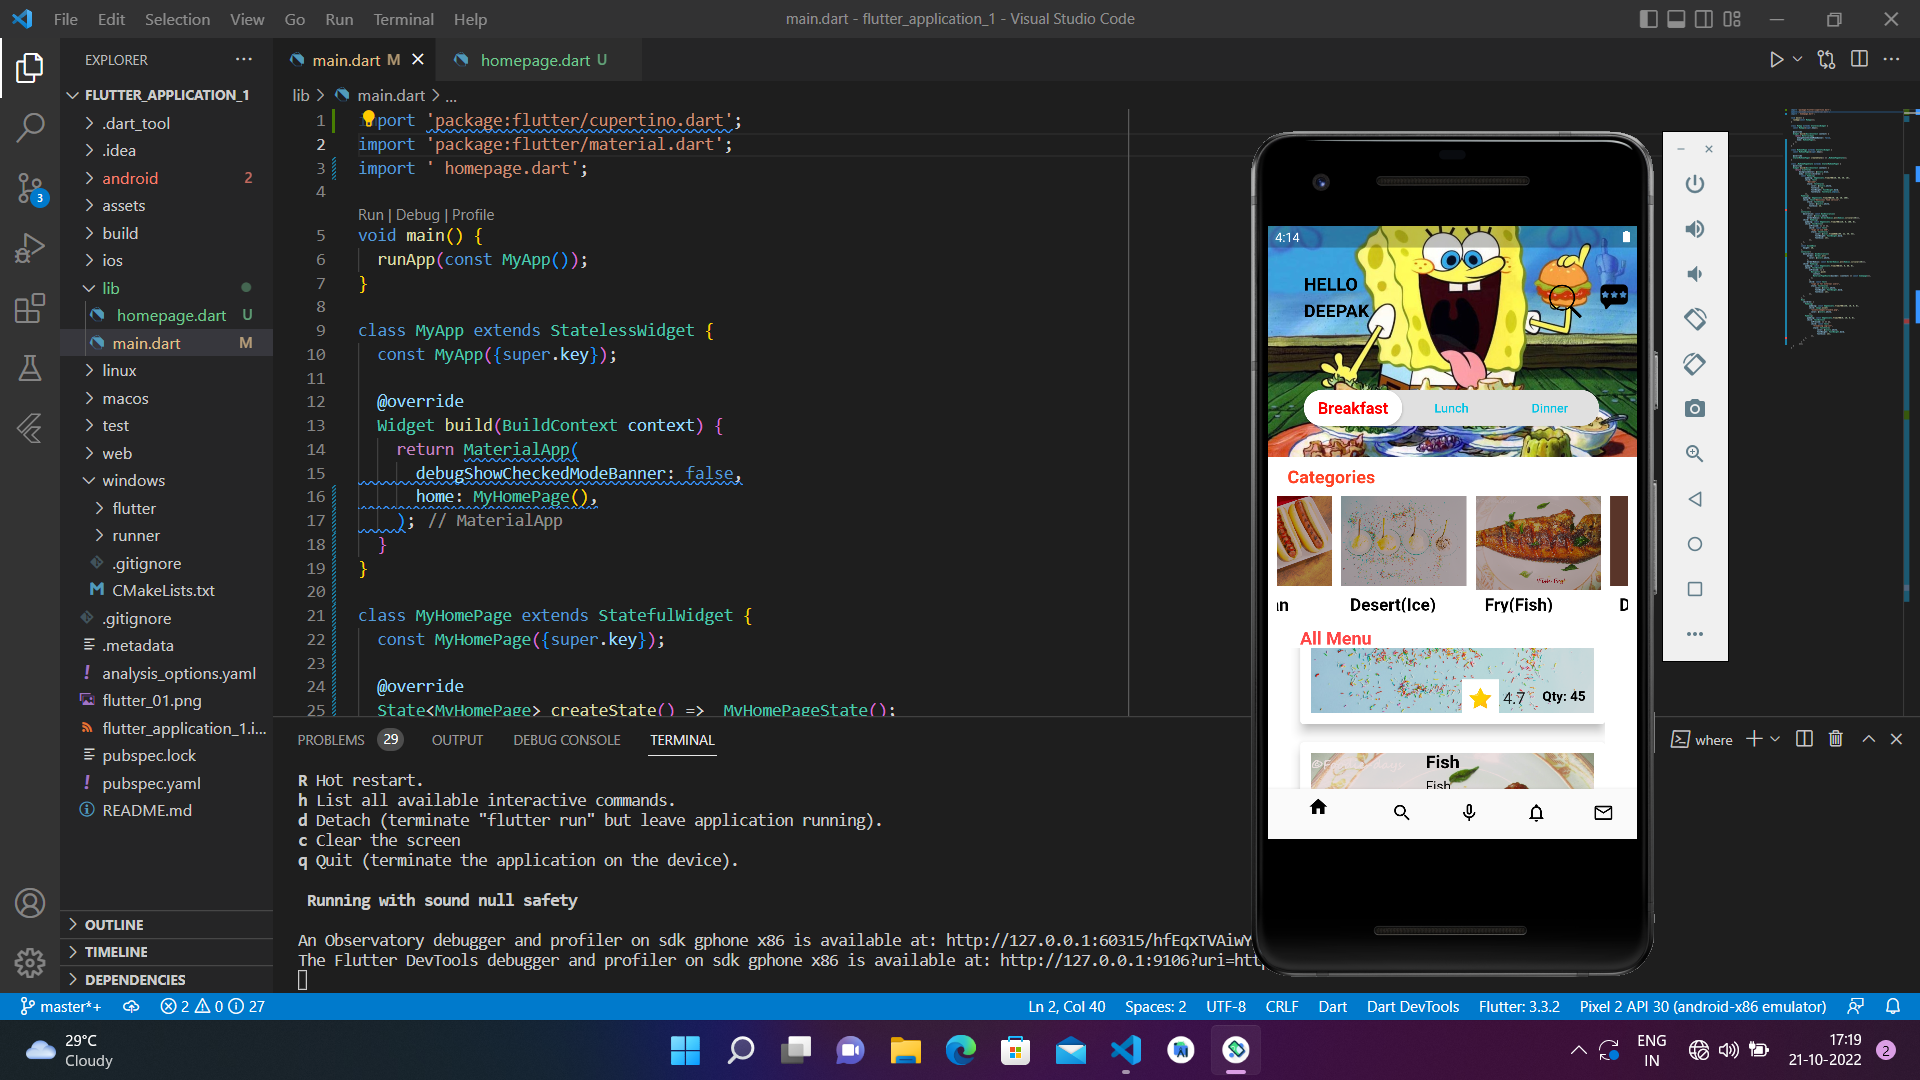 File Edit Selection View Go Run Terminal Help
main.dart - flutter_application_1 - Visual Studio Code
EXPLORER
main.dart M
homepage.dart U
FLUTTER_APPLICATION_1
.dart_tool
.idea
android 2
assets
build
ios
lib
homepage.dart U
main.dart M
linux
macos
test
web
windows
flutter
runner
.gitignore
CMakeLists.txt
.gitignore
.metadata
analysis_options.yaml
flutter_01.png
flutter_application_1.i...
pubspec.lock
pubspec.yaml
README.md
OUTLINE
TIMELINE
DEPENDENCIES
3
lib > main.dart > ...
1 import 'package:flutter/cupertino.dart';
2 import 'package:flutter/material.dart';
3 import ' homepage.dart';
4
Run | Debug | Profile
5 void main() {
6 runApp(const MyApp());
7 }
8
9 class MyApp extends StatelessWidget {
10 const MyApp({super.key});
11
12 @override
13 Widget build(BuildContext context) {
14 return MaterialApp(
15 debugShowCheckedModeBanner: false,
16 home: MyHomePage(),
17 ); // MaterialApp
18 }
19 }
20
21 class MyHomePage extends StatefulWidget {
22 const MyHomePage({super.key});
23
24 @override
25 State<MyHomePage> createState() => _MyHomePageState();
PROBLEMS 29 OUTPUT DEBUG CONSOLE TERMINAL
where
R Hot restart.
h List all available interactive commands.
d Detach (terminate "flutter run" but leave application running).
c Clear the screen
q Quit (terminate the application on the device).
Running with sound null safety
An Observatory debugger and profiler on sdk gphone x86 is available at: http://127.0.0.1:60315/hfEqxTVAiwY
The Flutter DevTools debugger and profiler on sdk gphone x86 is available at: http://127.0.0.1:9106?uri=htt
4:14
HELLO
DEEPAK
Breakfast Lunch Dinner
Categories
Desert(Ice) Fry(Fish) D
All Menu
4.7 Qty: 45
Fish
Fish
master*+ 2 0 27
Ln 2, Col 40 Spaces: 2 UTF-8 CRLF Dart Dart DevTools Flutter: 3.3.2 Pixel 2 API 30 (android-x86 emulator)
29°C
Cloudy
ENG
IN
17:19
21-10-2022
2